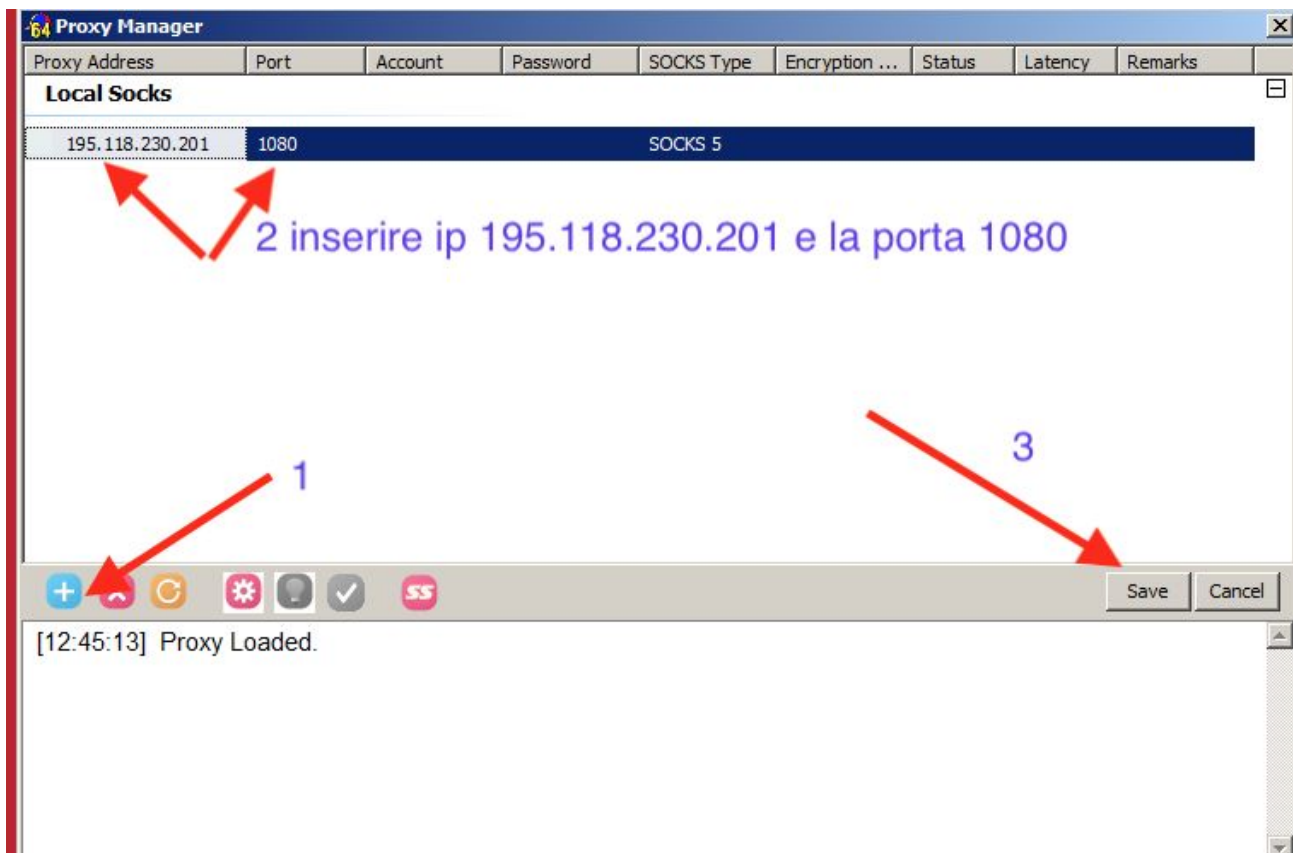 64 Proxy Manager
Proxy Address Port Account Password SOCKS Type Encryption ... Status Latency Remarks
Local Socks
195.118.230.201 1080 SOCKS 5
2 inserire ip 195.118.230.201 e la porta 1080
3
1
ss
Save Cancel
[12:45:13] Proxy Loaded.